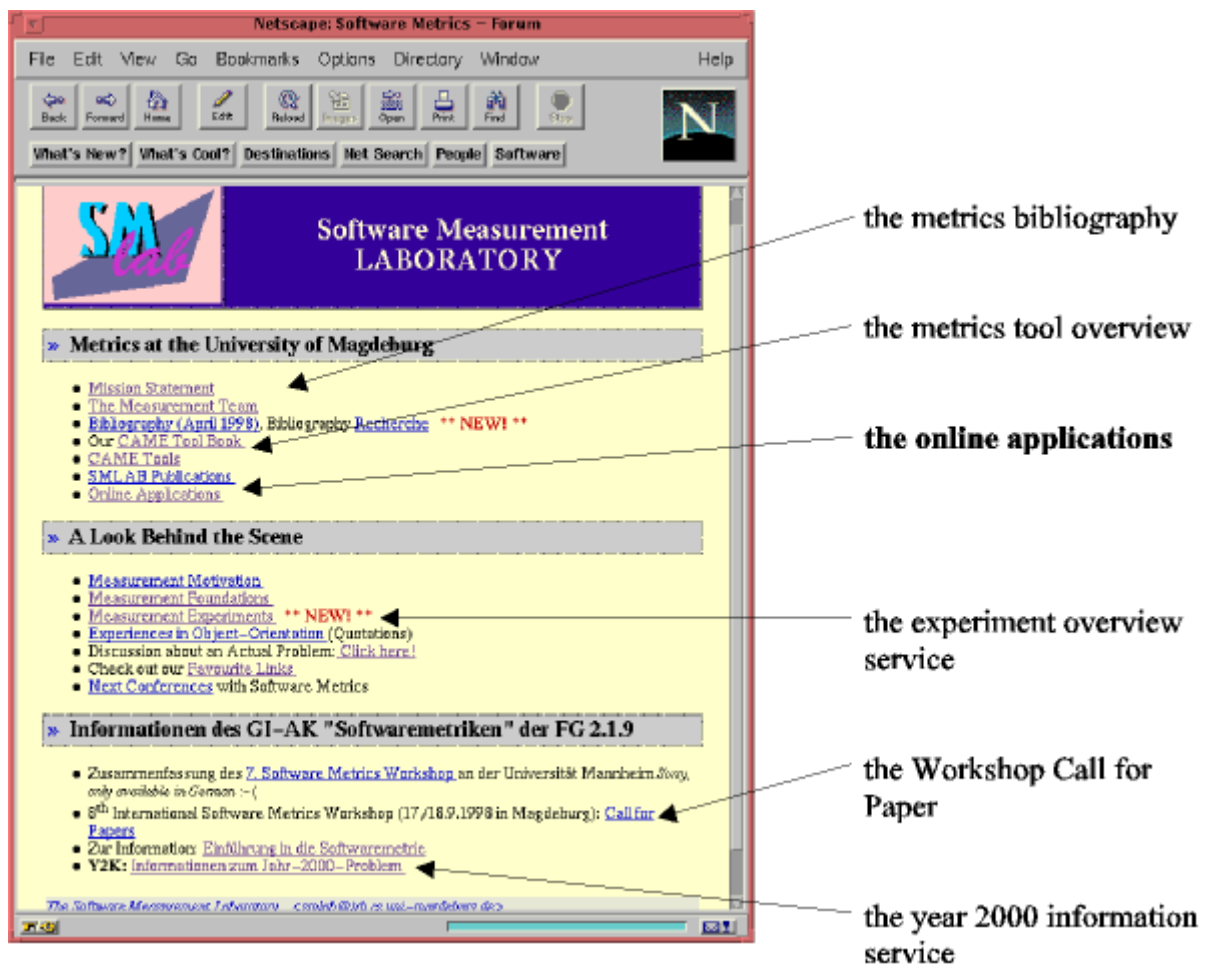 Netscape: Software Metrics – Forum
File Edit View Go Bookmarks Options Directory Window Help
Back Forward Home Edit Reload Images Open Print Find Stop
N
What's New? What's Cool? Destinations Net Search People Software
SM lab
Software Measurement
LABORATORY
» Metrics at the University of Magdeburg
Mission Statement
The Measurement Team
Bibliography (April 1998), Bibliography Recherche ** NEW! **
Our CAME Tool Book
CAME Tools
SMLAB Publications
Online Applications
» A Look Behind the Scene
Measurement Motivation
Measurement Foundations
Measurement Experiments ** NEW! **
Experiences in Object–Orientation (Quotations)
Discussion about an Actual Problem: Click here!
Check out our Favourite Links
Next Conferences with Software Metrics
» Informationen des GI–AK "Softwaremetriken" der FG 2.1.9
Zusammenfassung des 7. Software Metrics Workshop an der Universität Mannheim Sorry,
only available in German :–(
8th International Software Metrics Workshop (17./18.9.1998 in Magdeburg): Call for
Papers
Zur Information: Einführung in die Softwaremetrie
Y2K: Informationen zum Jahr–2000–Problem
The Software Measurement Laboratory
the metrics bibliography
the metrics tool overview
the online applications
the experiment overview
service
the Workshop Call for
Paper
the year 2000 information
service